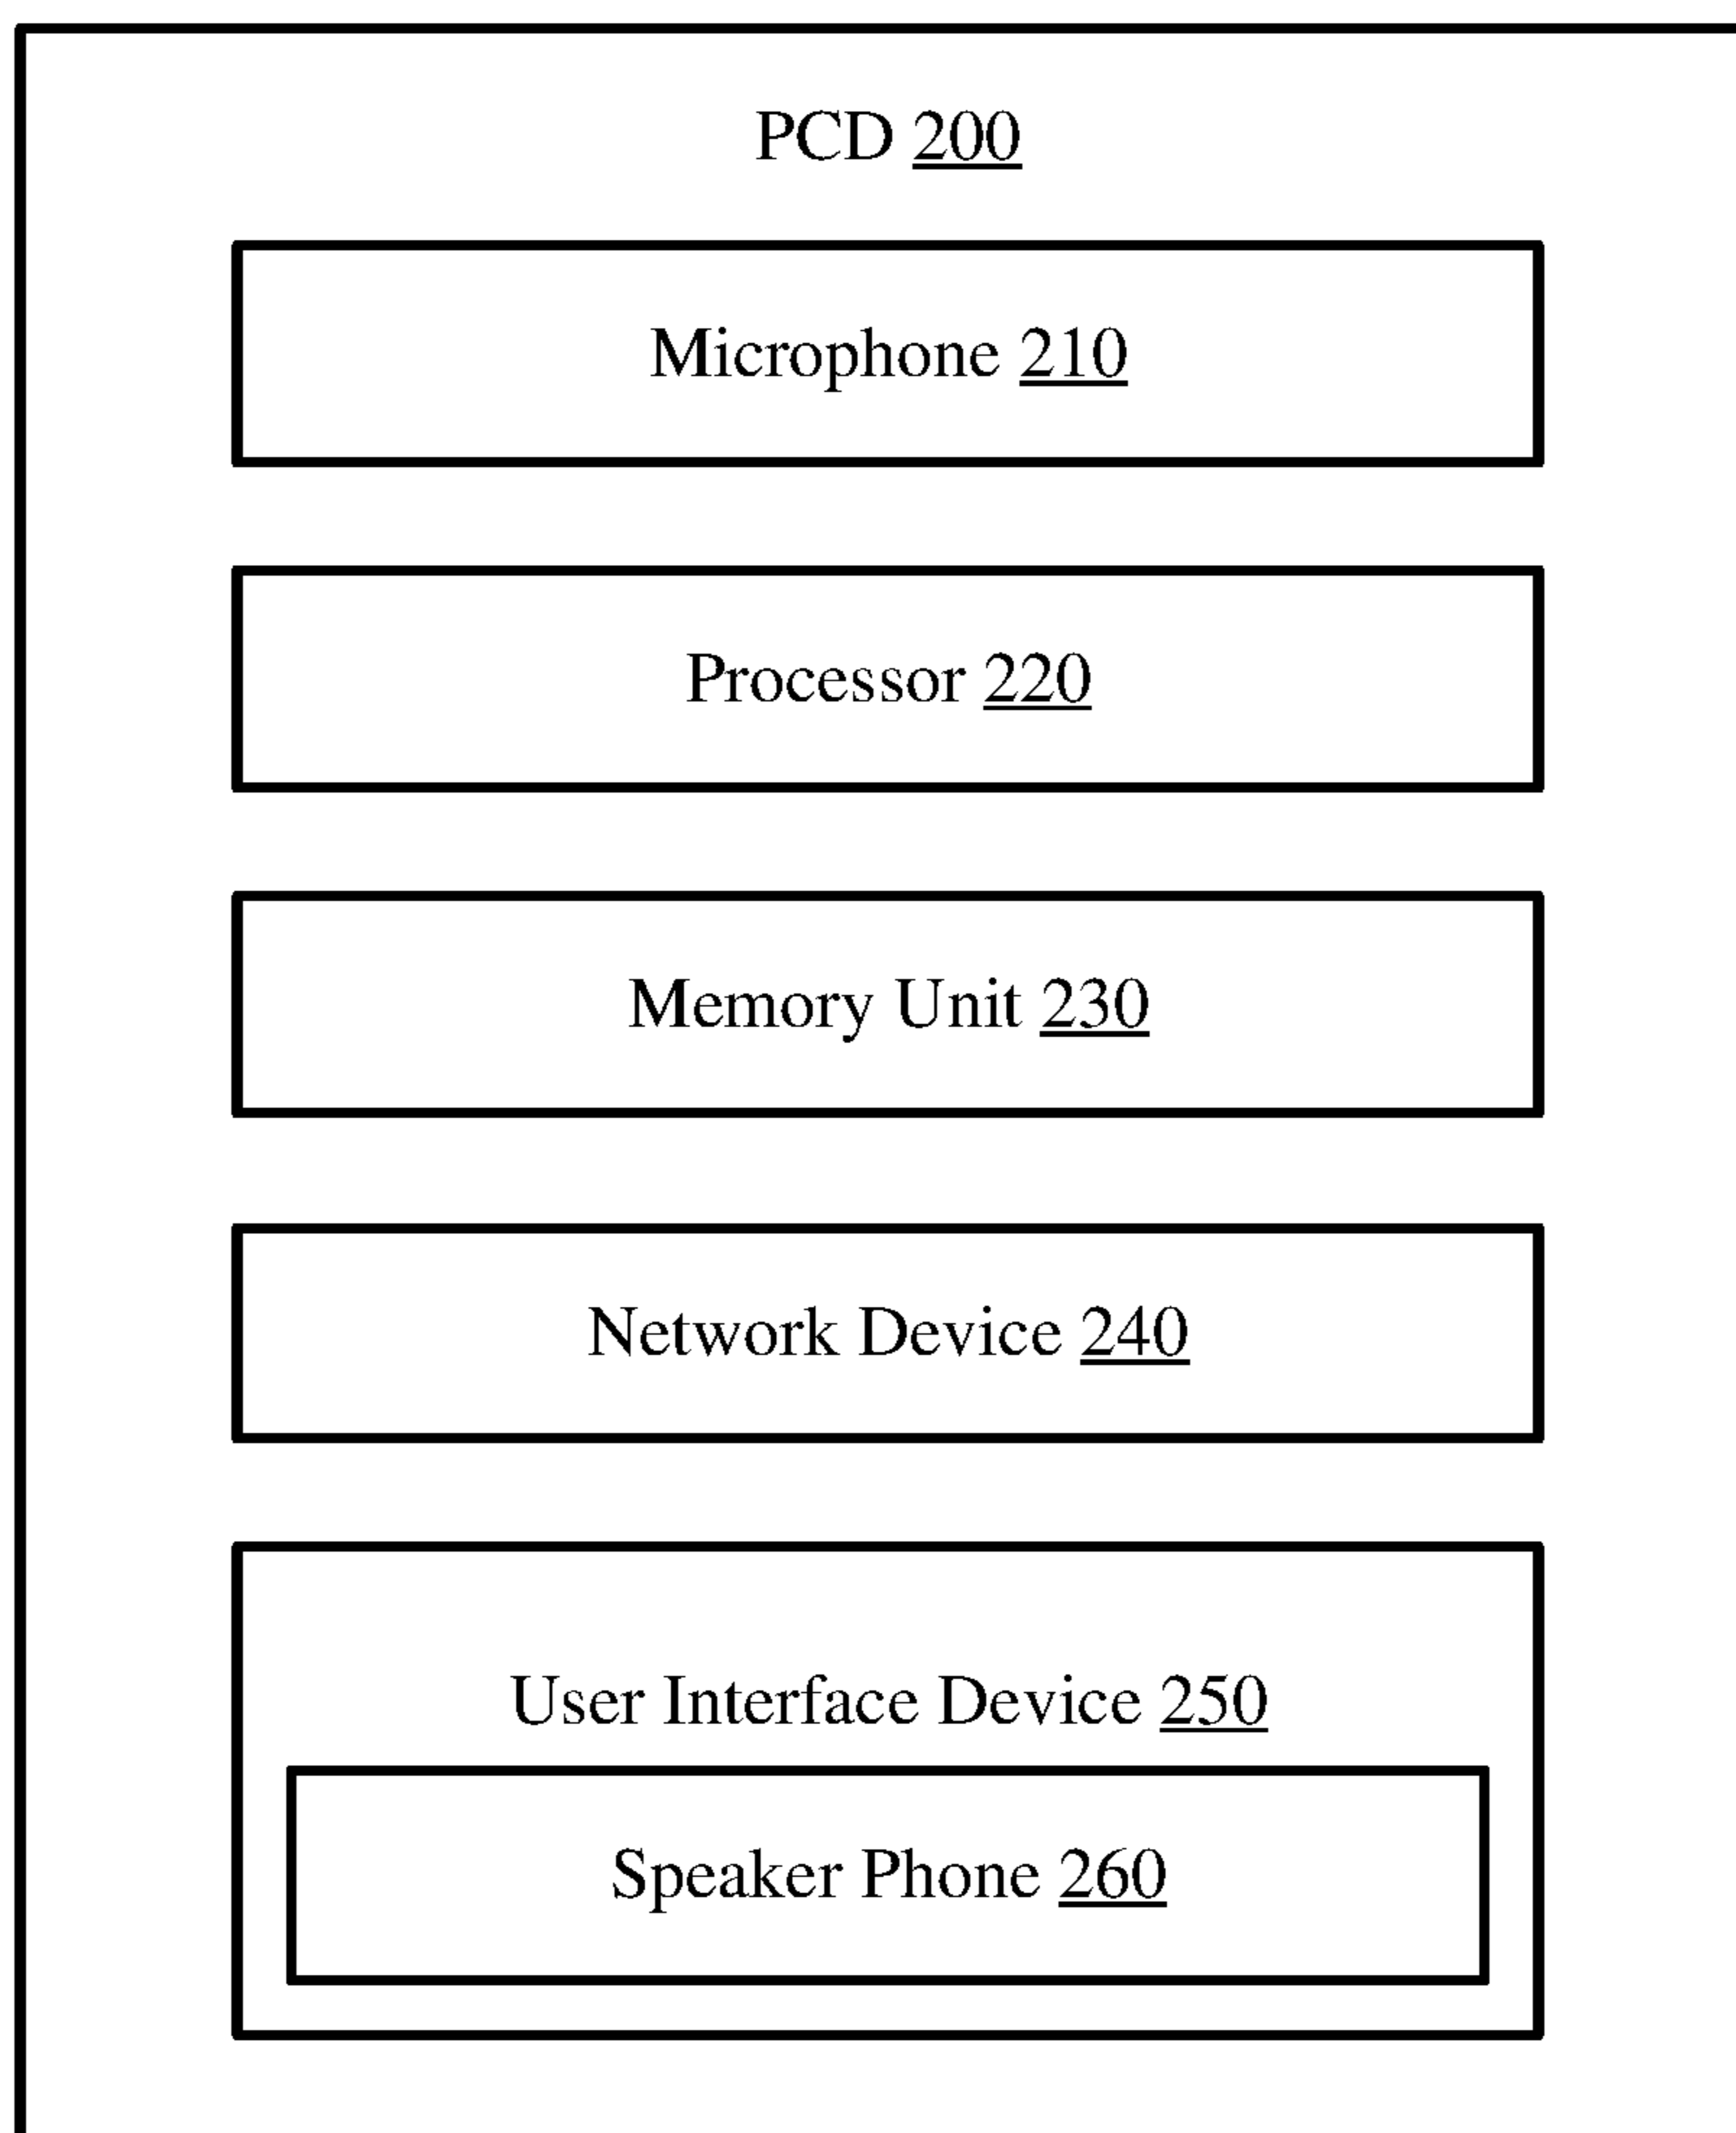 PCD 200
Microphone 210
Processor 220
Memory Unit 230
Network Device 240
User Interface Device 250
Speaker Phone 260